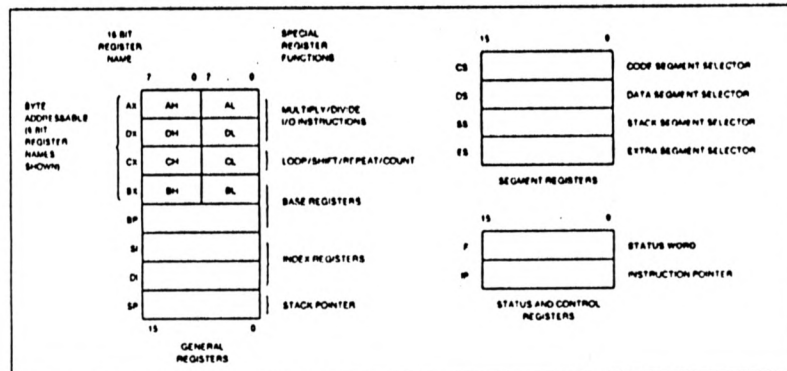 16 BIT
REGISTER
NAME
SPECIAL
REGISTER
FUNCTIONS
7 0 7 0
BYTE
ADDRESSABLE
(8 BIT
REGISTER
NAMES
SHOWN)
AX AH AL
DX DH DL
CX CH CL
BX BH BL
BP
SI
DI
SP
MULTIPLY/DIVIDE
I/O INSTRUCTIONS
LOOP/SHIFT/REPEAT/COUNT
BASE REGISTERS
INDEX REGISTERS
STACK POINTER
15 0
GENERAL
REGISTERS
15 0
CS CODE SEGMENT SELECTOR
DS DATA SEGMENT SELECTOR
SS STACK SEGMENT SELECTOR
ES EXTRA SEGMENT SELECTOR
SEGMENT REGISTERS
15 0
F STATUS WORD
IP INSTRUCTION POINTER
STATUS AND CONTROL
REGISTERS